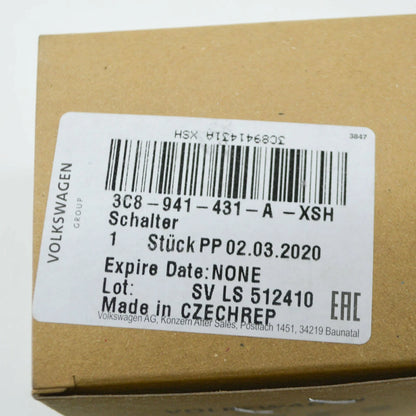 3847
3C8941431A XSH
VOLKSWAGEN
GROUP
3C8-941-431-A -XSH
Schalter
1 Stück PP 02.03.2020
Expire Date:NONE
Lot: SV LS 512410
Made in CZECHREP
EAC
Volkswagen AG, Konzern After Sales, Postfach 1451, 34219 Baunatal